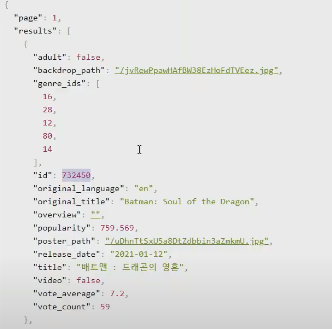 {
"page": 1,
"results": [
{
"adult": false,
"backdrop_path": "/jvRewPpawHAfBW38EzHoFdTVEez.jpg",
"genre_ids": [
16,
28,
12,
80,
14
],
"id": 732450,
"original_language": "en",
"original_title": "Batman: Soul of the Dragon",
"overview": "",
"popularity": 759.569,
"poster_path": "/uDhnTtSxU5a8DtZdbbin3aZmkmU.jpg",
"release_date": "2021-01-12",
"title": "배트맨 : 드래곤의 영혼",
"video": false,
"vote_average": 7.2,
"vote_count": 59
},